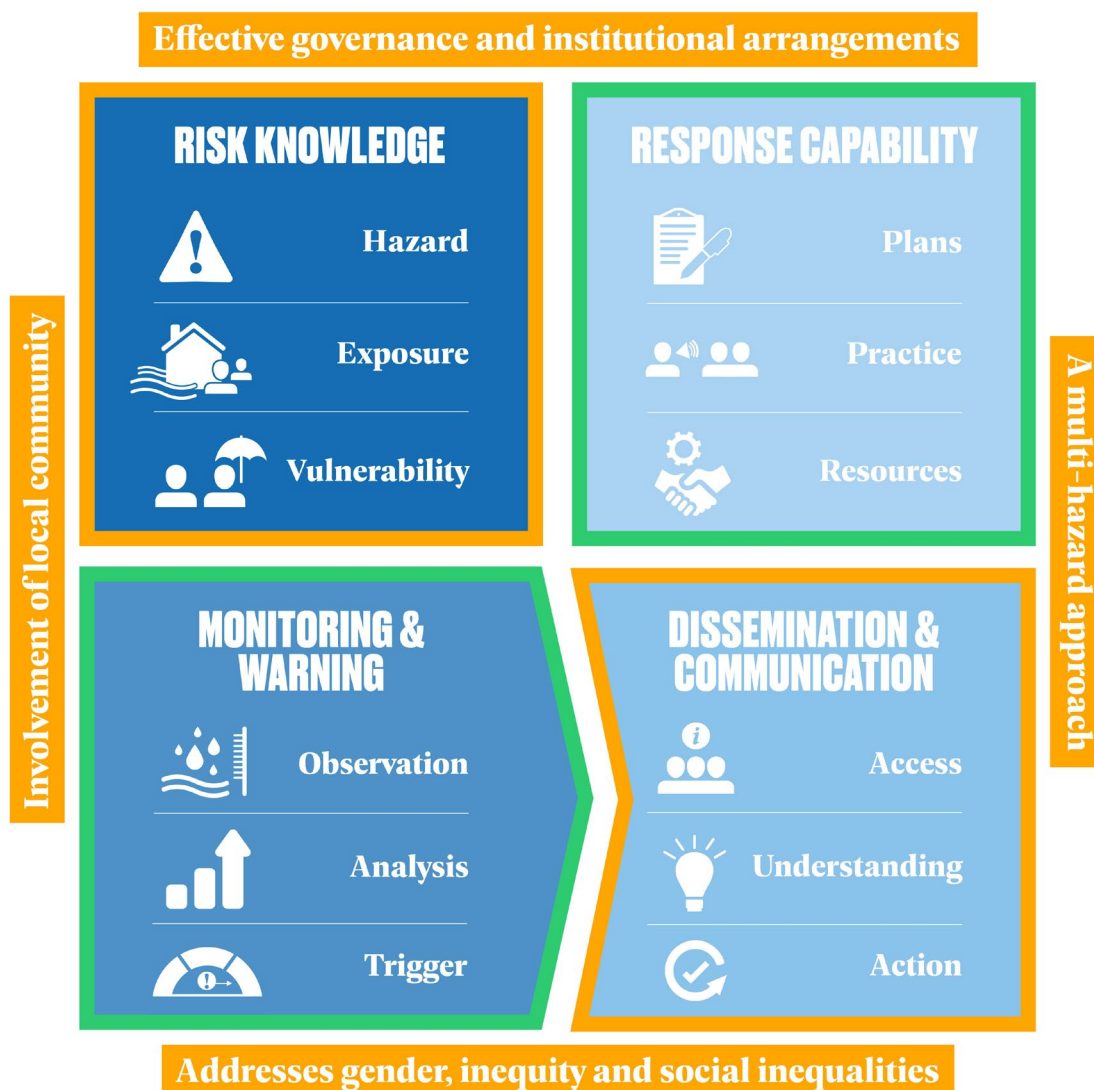 Effective governance and institutional arrangements
RISK KNOWLEDGE
Hazard
Exposure
Vulnerability
RESPONSE CAPABILITY
Plans
Practice
Resources
Involvement of local community
A multi-hazard approach
MONITORING &
WARNING
Observation
Analysis
Trigger
DISSEMINATION &
COMMUNICATION
i
Access
Understanding
Action
Addresses gender, inequity and social inequalities